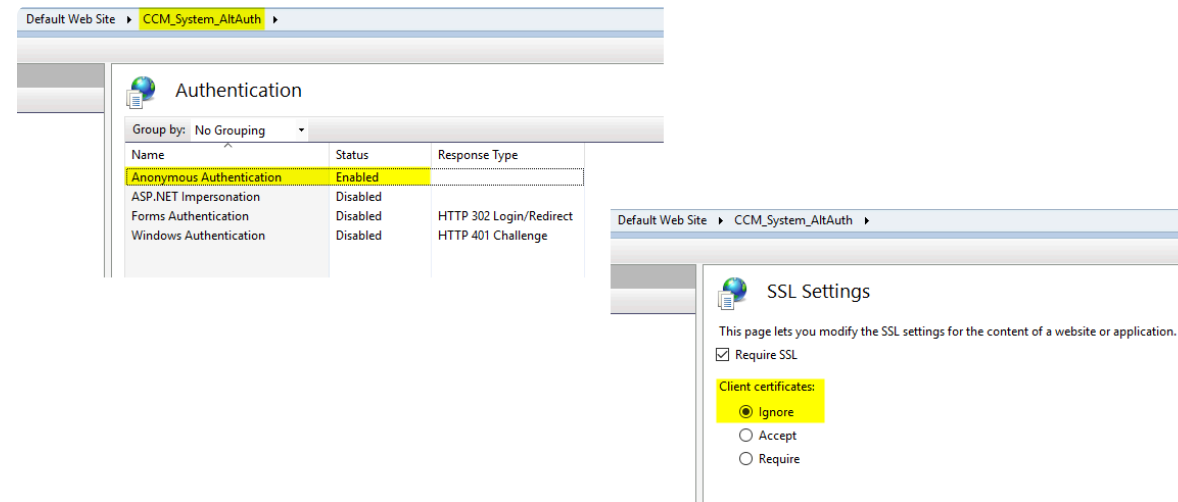 Default Web Site ▸ CCM_System_AltAuth ▸
Authentication
Group by: No Grouping
Name Status Response Type
Anonymous Authentication Enabled
ASP.NET Impersonation Disabled
Forms Authentication Disabled HTTP 302 Login/Redirect
Windows Authentication Disabled HTTP 401 Challenge
Default Web Site ▸ CCM_System_AltAuth ▸
SSL Settings
This page lets you modify the SSL settings for the content of a website or application.
Require SSL
Client certificates:
Ignore
Accept
Require